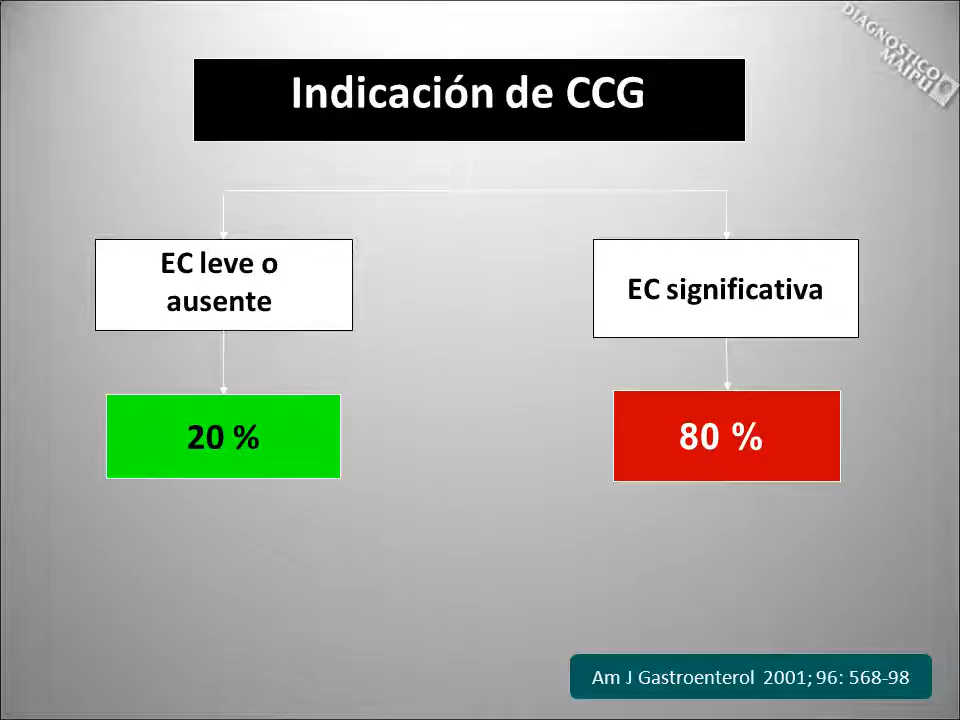 DIAGNOSTICO
MAIPU
Indicación de CCG
EC leve o
ausente
EC significativa
20 %
80 %
Am J Gastroenterol 2001; 96: 568-98